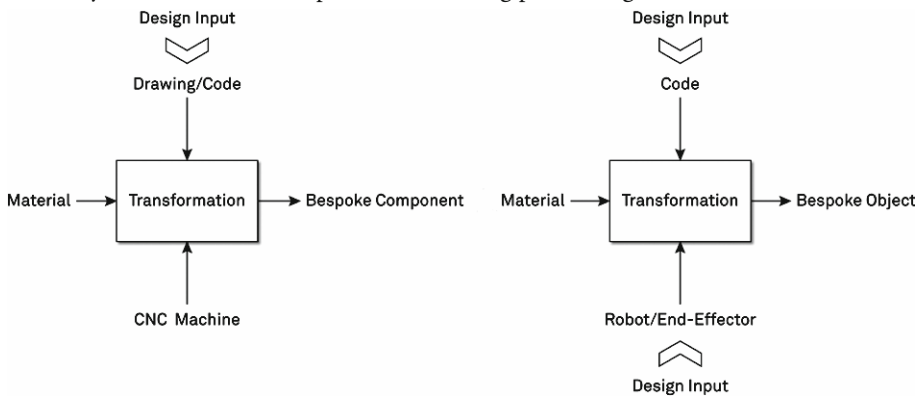 Design Input
Drawing/Code
Material
Transformation
Bespoke Component
CNC Machine
Design Input
Code
Material
Transformation
Bespoke Object
Robot/End-Effector
Design Input